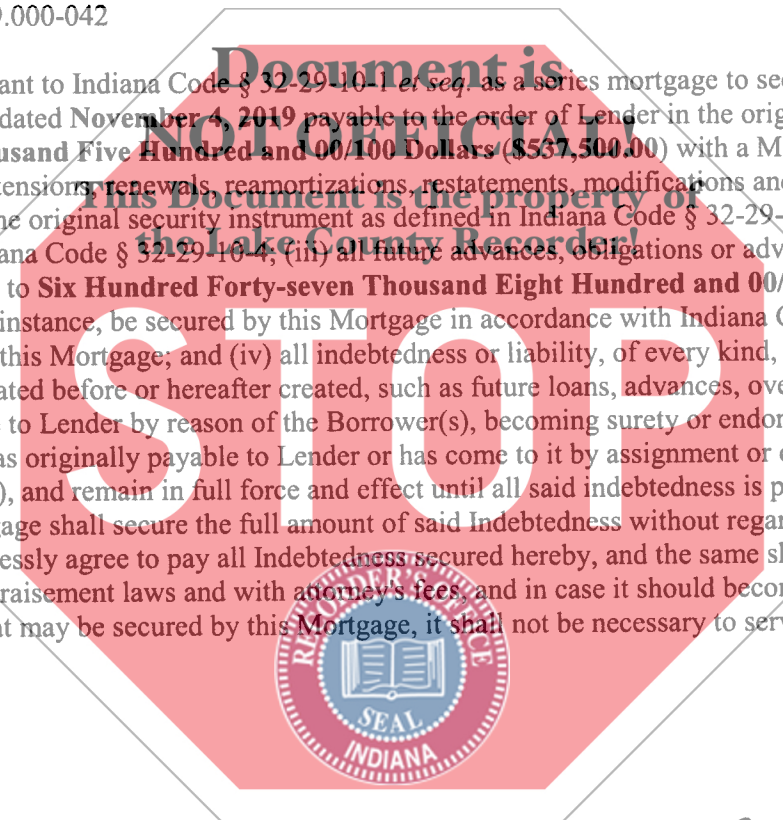 9.000-042
Document is
ant to Indiana Code § 32-29-10-1 et seq. as a series mortgage to sec
dated November 4, 2019 payable to the order of Lender in the orig
NOT OFFICIAL!
usand Five Hundred and 00/100 Dollars ($537,500.00) with a M
tensions, renewals, reamortizations, restatements, modifications and
This Document is the property of
ne original security instrument as defined in Indiana Code § 32-29-
the Lake County Recorder!
ana Code § 32-29-10-4; (iii) all future advances, obligations or adv
to Six Hundred Forty-seven Thousand Eight Hundred and 00/
instance, be secured by this Mortgage in accordance with Indiana C
this Mortgage; and (iv) all indebtedness or liability, of every kind,
ated before or hereafter created, such as future loans, advances, ove
to Lender by reason of the Borrower(s), becoming surety or endor
as originally payable to Lender or has come to it by assignment or
), and remain in full force and effect until all said indebtedness is p
gage shall secure the full amount of said Indebtedness without regar
essly agree to pay all Indebtedness secured hereby, and the same sl
raisement laws and with attorney's fees, and in case it should becor
at may be secured by this Mortgage, it shall not be necessary to serv
STOP
RECORDER'S OFFICE
SEAL
INDIANA